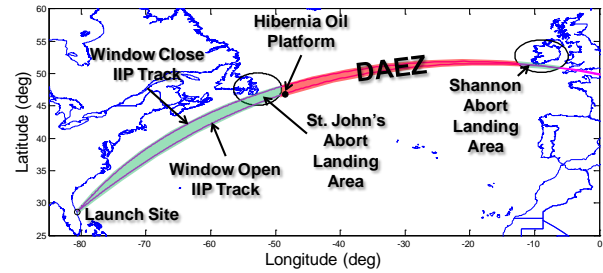 Hibernia Oil
Platform
Window Close
IIP Track
DAEZ
Shannon
Abort
Landing
Area
St. John's
Abort
Landing
Area
Window Open
IIP Track
Launch Site
Latitude (deg)
60
55
50
45
40
35
30
25
-80 -70 -60 -50 -40 -30 -20 -10 0
Longitude (deg)